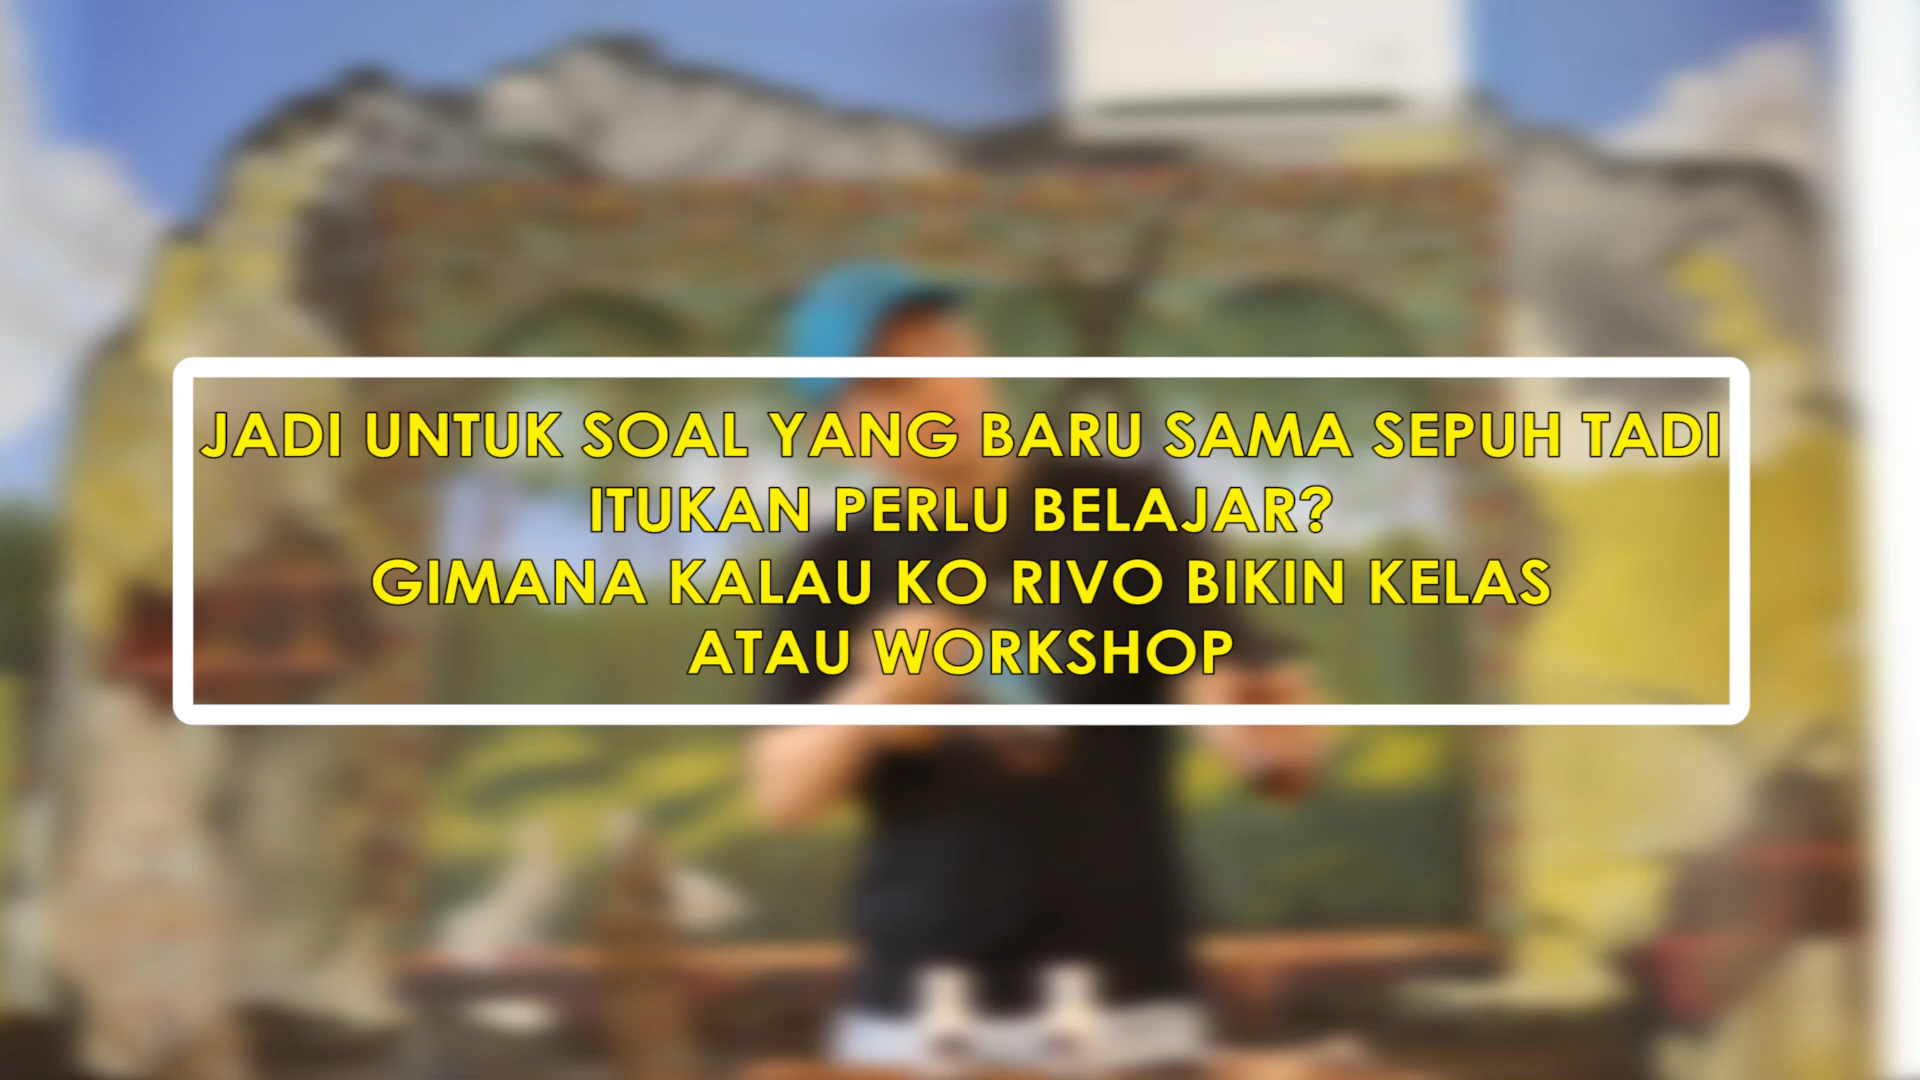 JADI UNTUK SOAL YANG BARU SAMA SEPUH TADI
ITUKAN PERLU BELAJAR?
GIMANA KALAU KO RIVO BIKIN KELAS
ATAU WORKSHOP